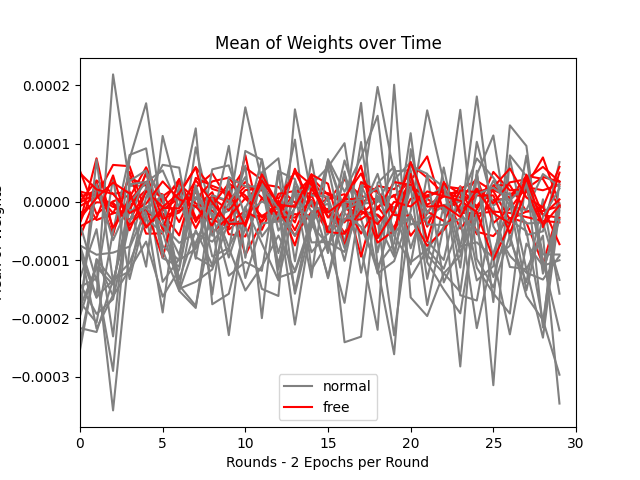 Mean of Weights over Time
0.0002
0.0001
0.0000
−0.0001
−0.0002
−0.0003
0 5 10 15 20 25 30
Rounds - 2 Epochs per Round
normal
free